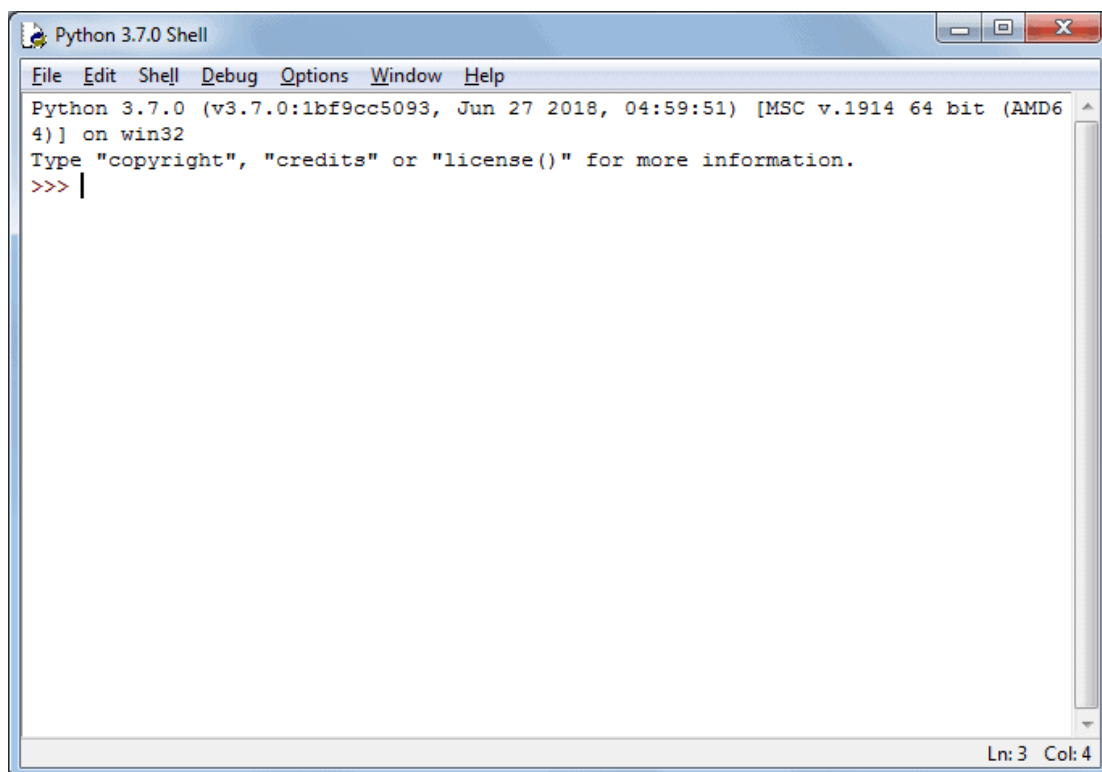 Python 3.7.0 Shell
File Edit Shell Debug Options Window Help
Python 3.7.0 (v3.7.0:1bf9cc5093, Jun 27 2018, 04:59:51) [MSC v.1914 64 bit (AMD6
4)] on win32
Type "copyright", "credits" or "license()" for more information.
>>>
Ln: 3 Col: 4